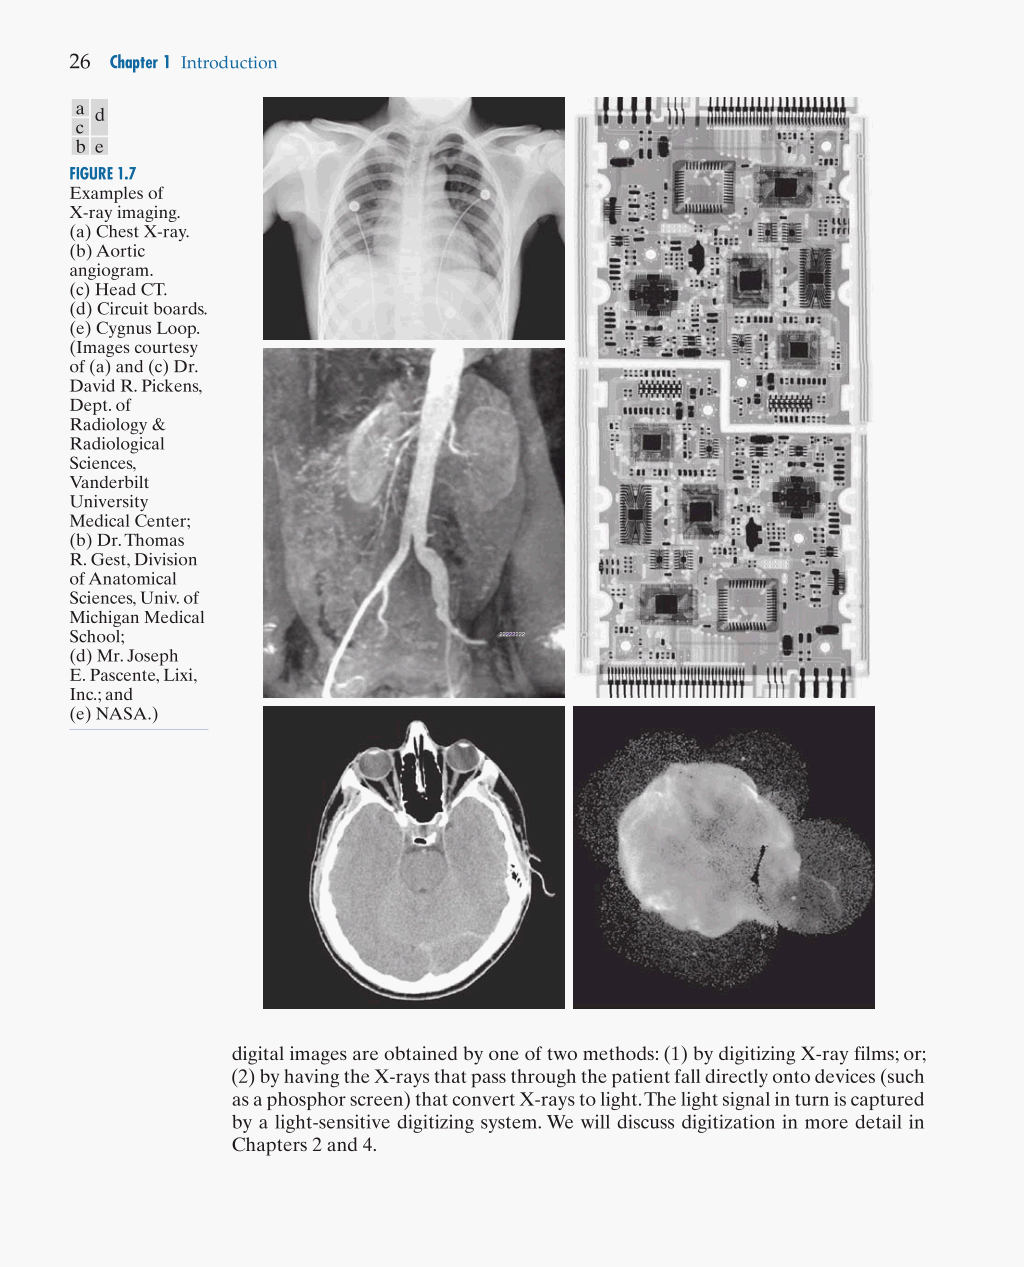 26 Chapter 1 Introduction
a d
c
b e
FIGURE 1.7
Examples of
X-ray imaging.
(a) Chest X-ray.
(b) Aortic
angiogram.
(c) Head CT.
(d) Circuit boards.
(e) Cygnus Loop.
(Images courtesy
of (a) and (c) Dr.
David R. Pickens,
Dept. of
Radiology &
Radiological
Sciences,
Vanderbilt
University
Medical Center;
(b) Dr. Thomas
R. Gest, Division
of Anatomical
Sciences, Univ. of
Michigan Medical
School;
(d) Mr. Joseph
E. Pascente, Lixi,
Inc.; and
(e) NASA.)
digital images are obtained by one of two methods: (1) by digitizing X-ray films; or;
(2) by having the X-rays that pass through the patient fall directly onto devices (such
as a phosphor screen) that convert X-rays to light. The light signal in turn is captured
by a light-sensitive digitizing system. We will discuss digitization in more detail in
Chapters 2 and 4.